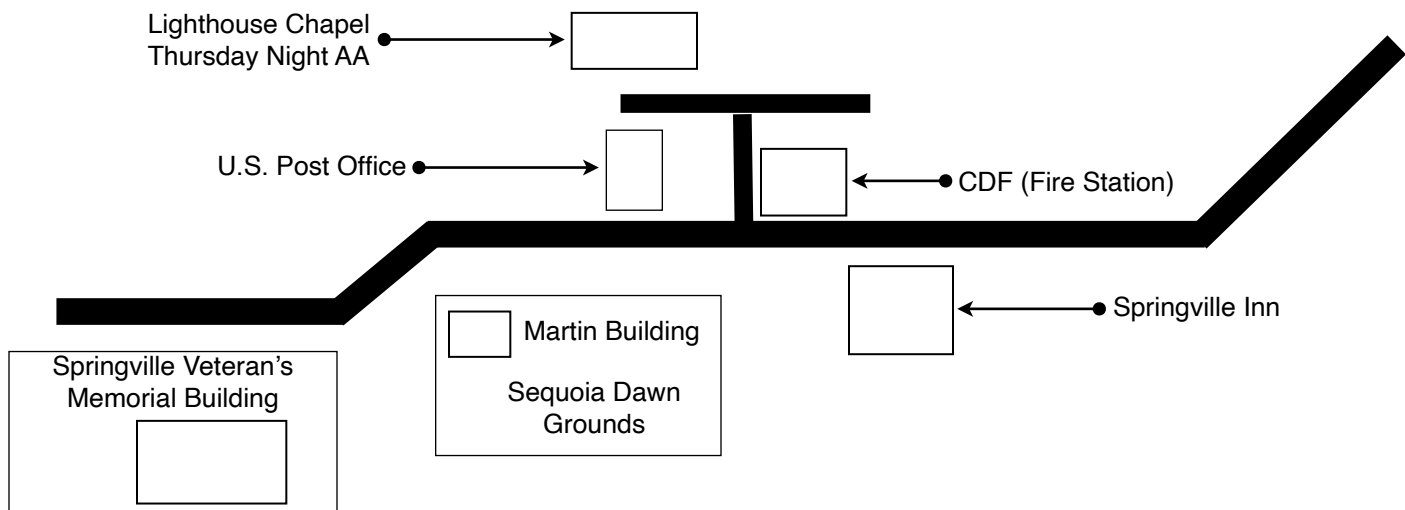 Lighthouse Chapel
Thursday Night AA
U.S. Post Office
CDF (Fire Station)
Springville Inn
Martin Building
Sequoia Dawn
Grounds
Springville Veteran's
Memorial Building